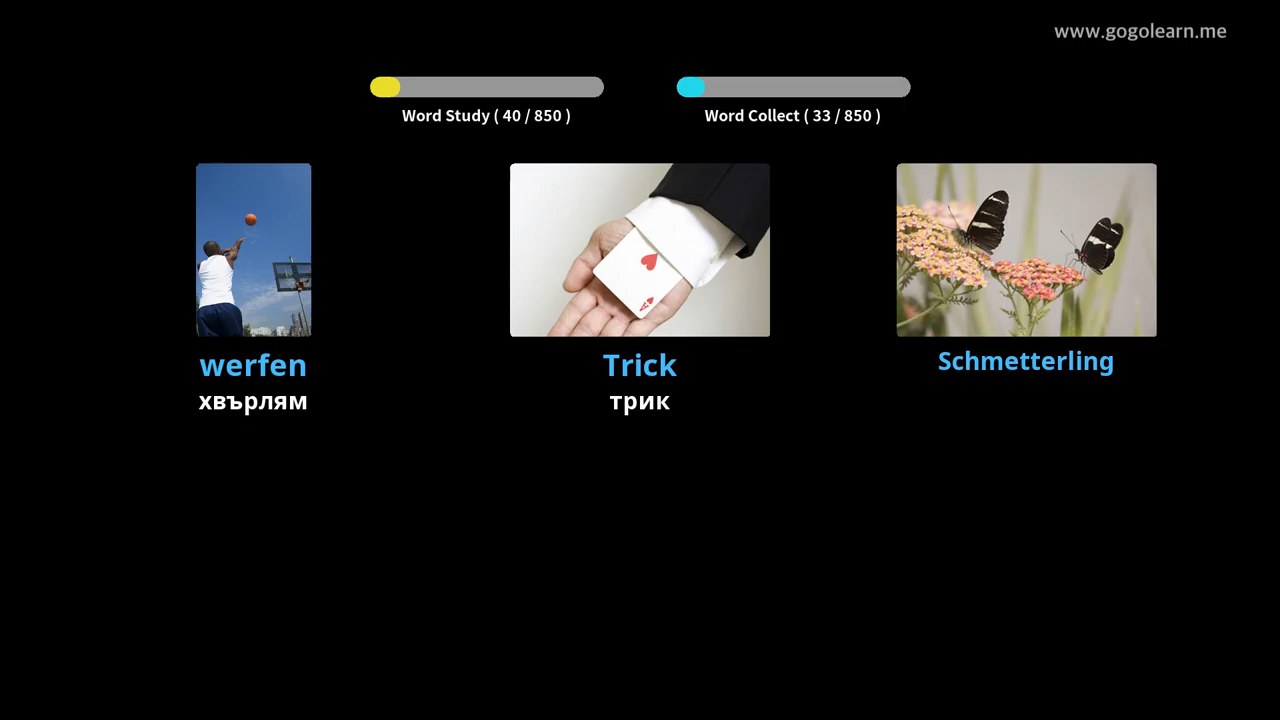 www.gogolearn.me
Word Study ( 40 / 850 )
Word Collect ( 33 / 850 )
werfen
хвърлям
Trick
трик
Schmetterling